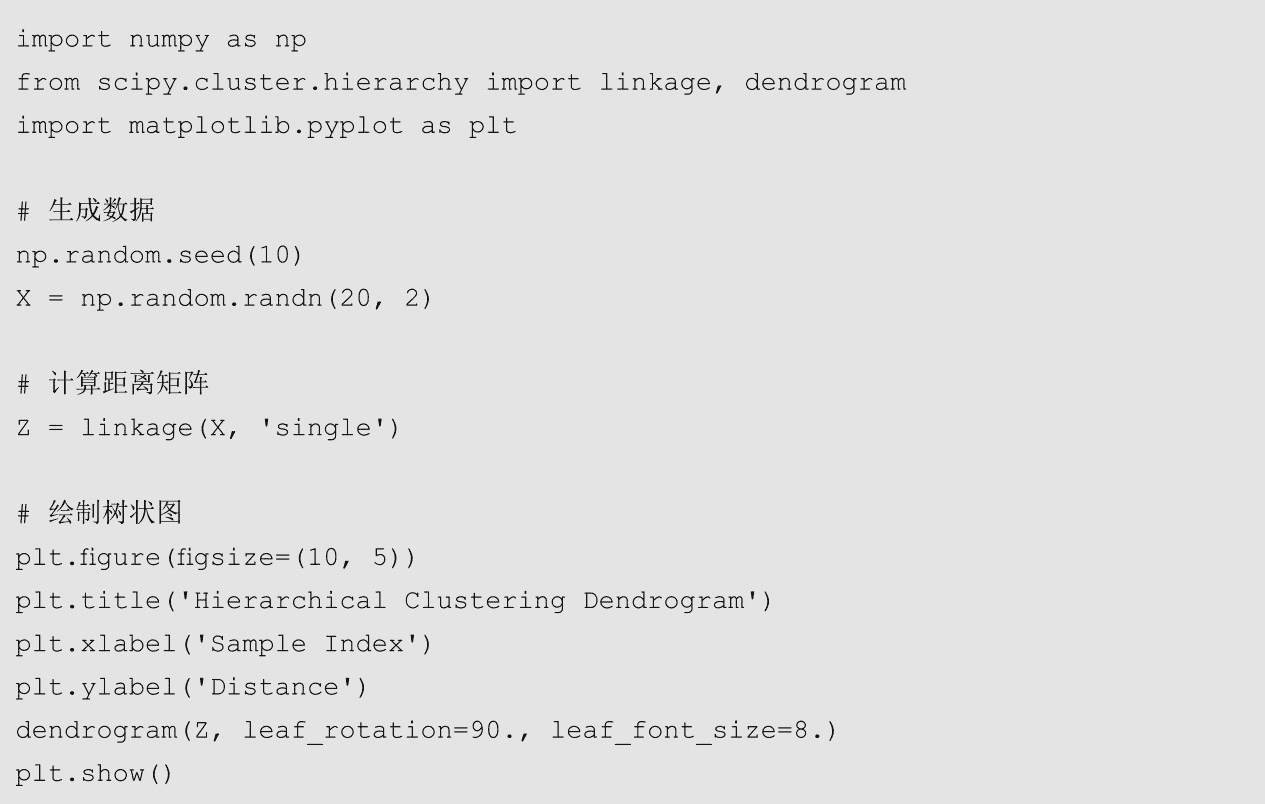 import numpy as np
from scipy.cluster.hierarchy import linkage, dendrogram
import matplotlib.pyplot as plt
# 生成数据
np.random.seed(10)
X = np.random.randn(20, 2)
# 计算距离矩阵
Z = linkage(X, 'single')
# 绘制树状图
plt.figure(figsize=(10, 5))
plt.title('Hierarchical Clustering Dendrogram')
plt.xlabel('Sample Index')
plt.ylabel('Distance')
dendrogram(Z, leaf_rotation=90., leaf_font_size=8.)
plt.show()